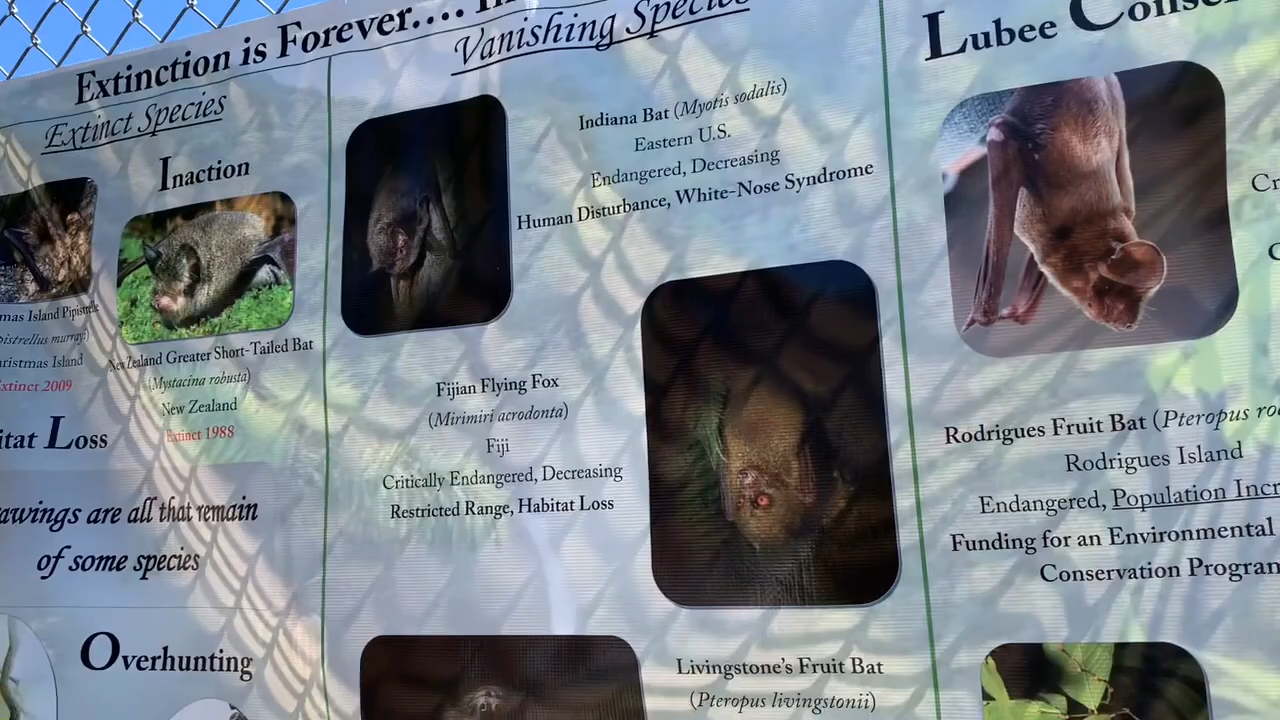 Extinction is Forever....
Extinct Species
Inaction
mas Island Pipistrelle
pistrellus murrayi)
ristmas Island
Extinct 2009
New Zealand Greater Short-Tailed Bat
(Mystacina robusta)
New Zealand
Extinct 1988
itat Loss
awings are all that remain
of some species
Overhunting
Vanishing Species
Indiana Bat (Myotis sodalis)
Eastern U.S.
Endangered, Decreasing
Human Disturbance, White-Nose Syndrome
Fijian Flying Fox
(Mirimiri acrodonta)
Fiji
Critically Endangered, Decreasing
Restricted Range, Habitat Loss
Livingstone's Fruit Bat
(Pteropus livingstonii)
Lubee Conser
Cr
C
Rodrigues Fruit Bat (Pteropus ro
Rodrigues Island
Endangered, Population Incr
Funding for an Environmental
Conservation Program